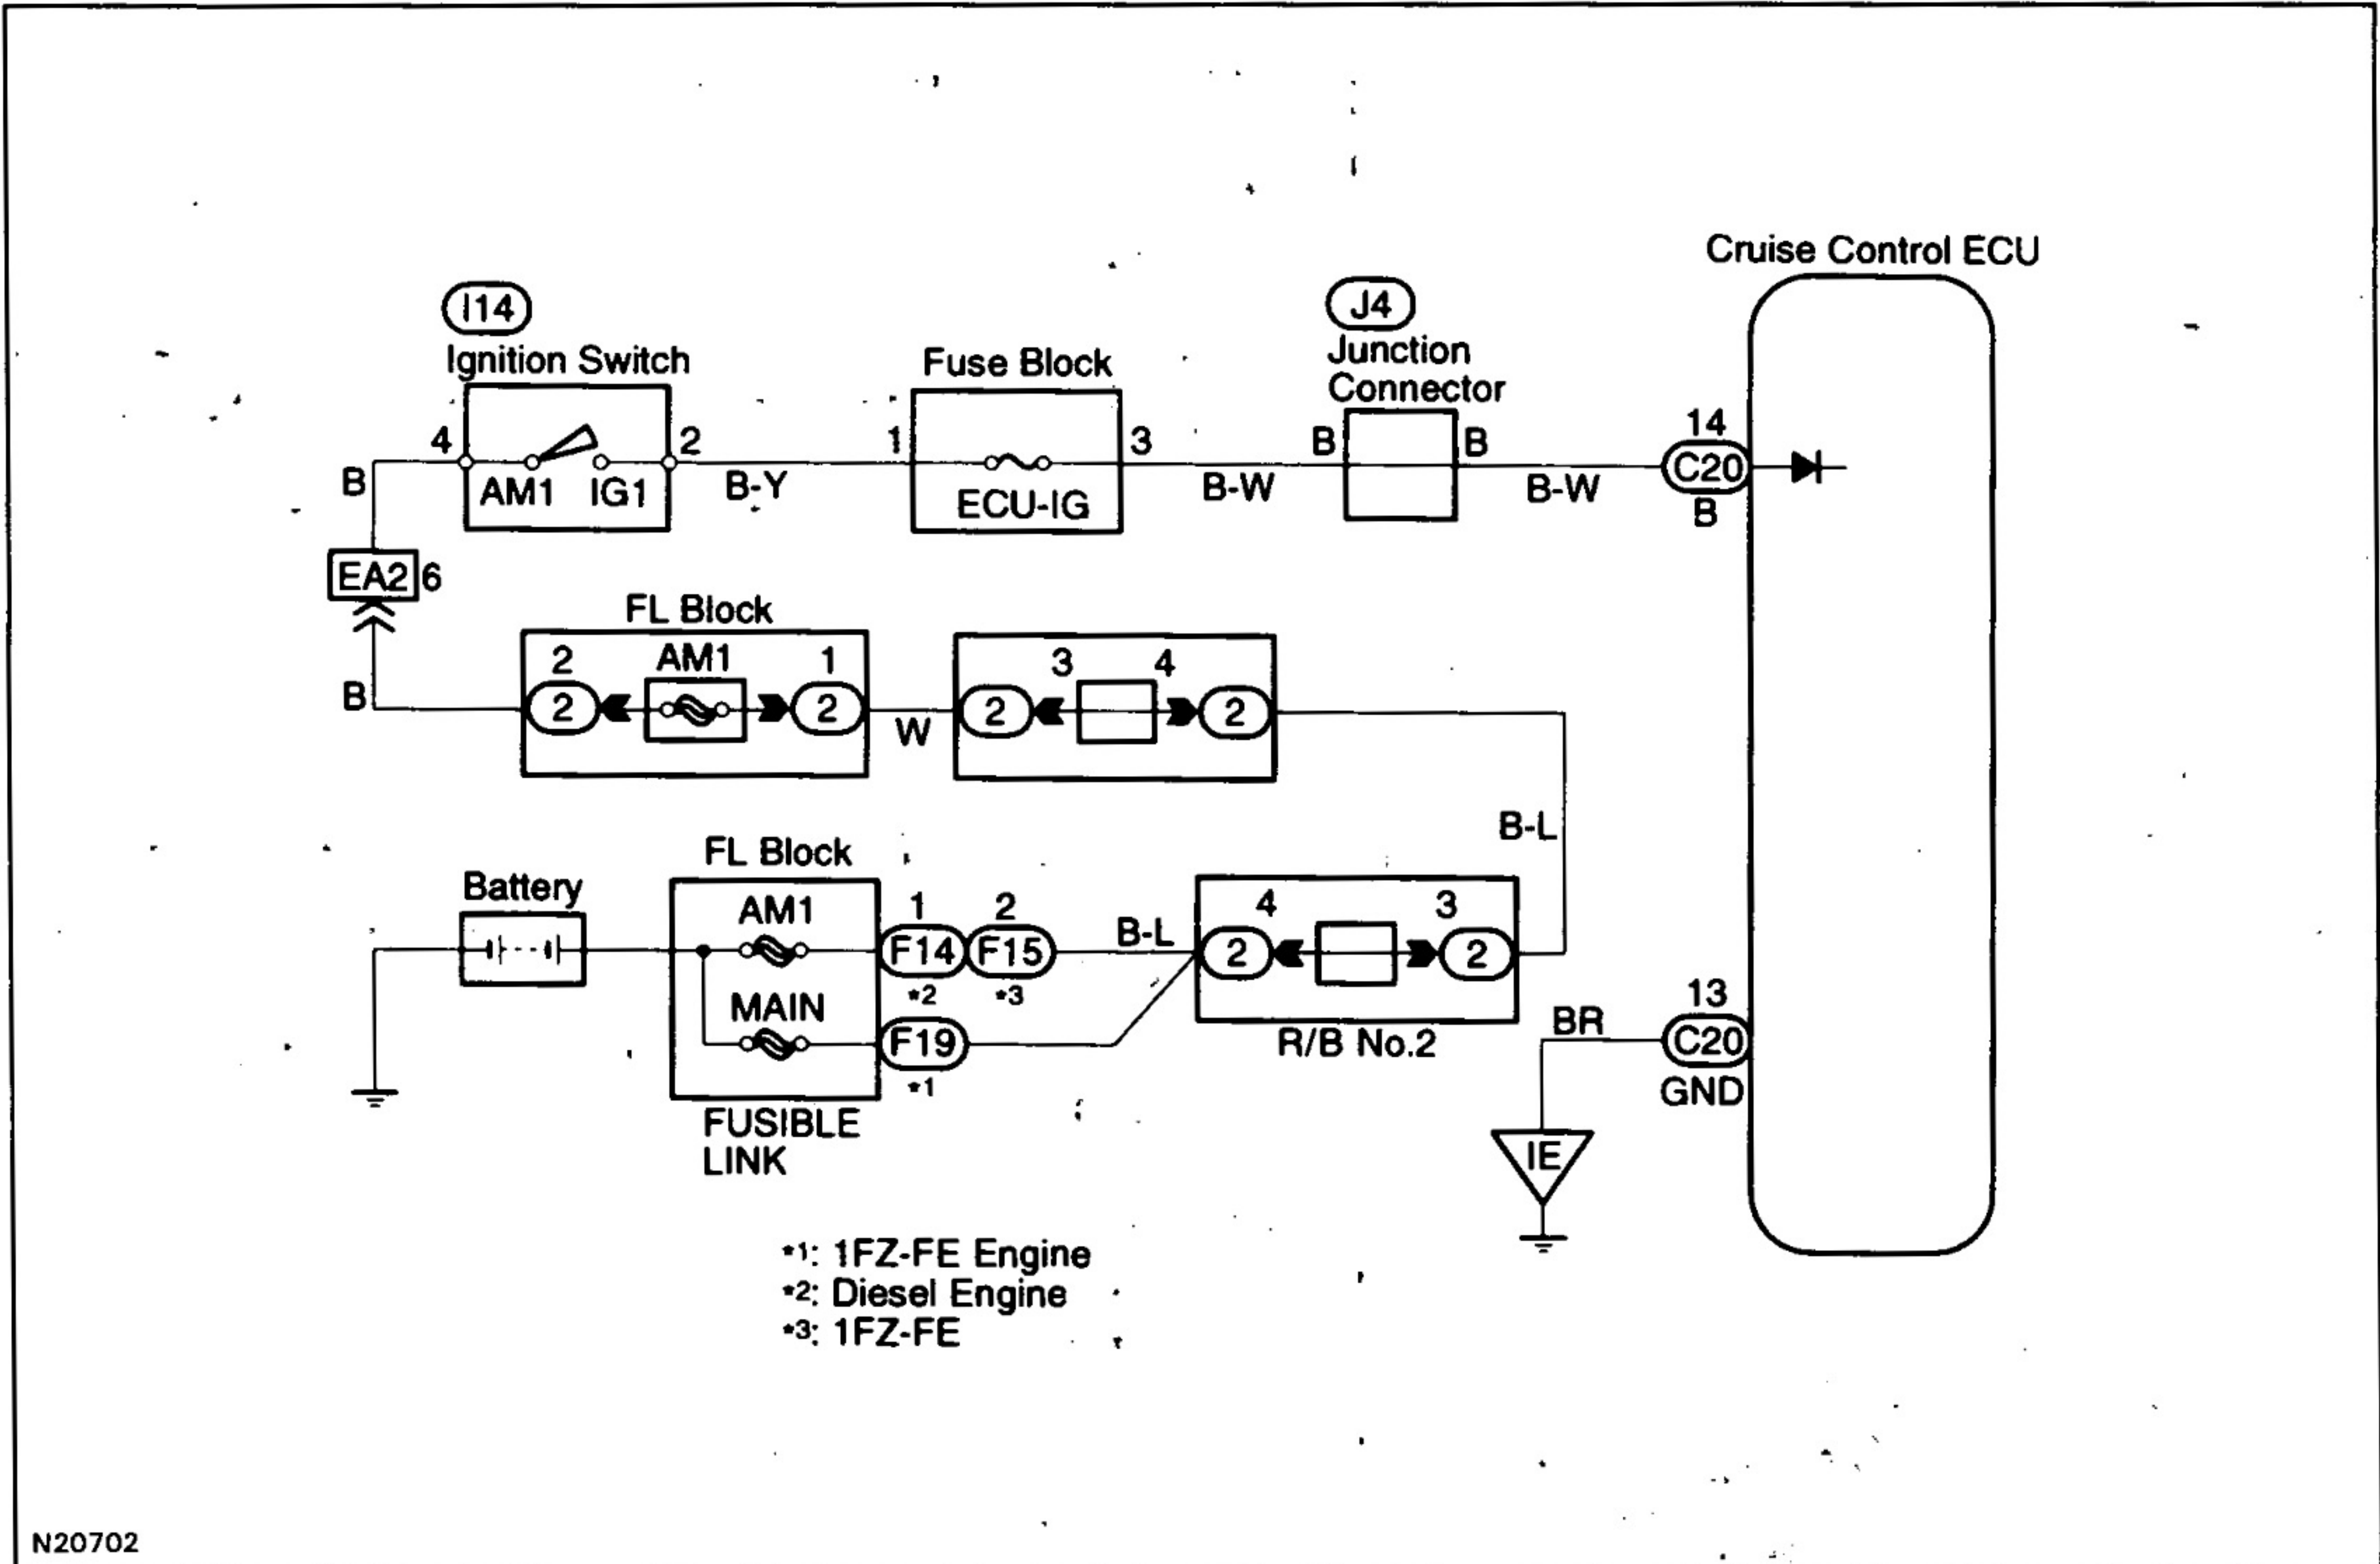 Cruise Control ECU
I14
Ignition Switch
Fuse Block
J4
Junction
Connector
4
2
1
3
B
B
14
C20
B
B
AM1 IG1
B-Y
ECU-IG
B-W
B-W
EA2 6
FL Block
2 AM1 1
3 4
B
2
2
W
2
2
B-L
FL Block
Battery
AM1
1 2
F14 F15
*2 *3
B-L
4 3
2
2
MAIN
F19
*1
R/B No.2
FUSIBLE
LINK
BR
13
C20
GND
IE
*1: 1FZ-FE Engine
*2: Diesel Engine
*3: 1FZ-FE
N20702